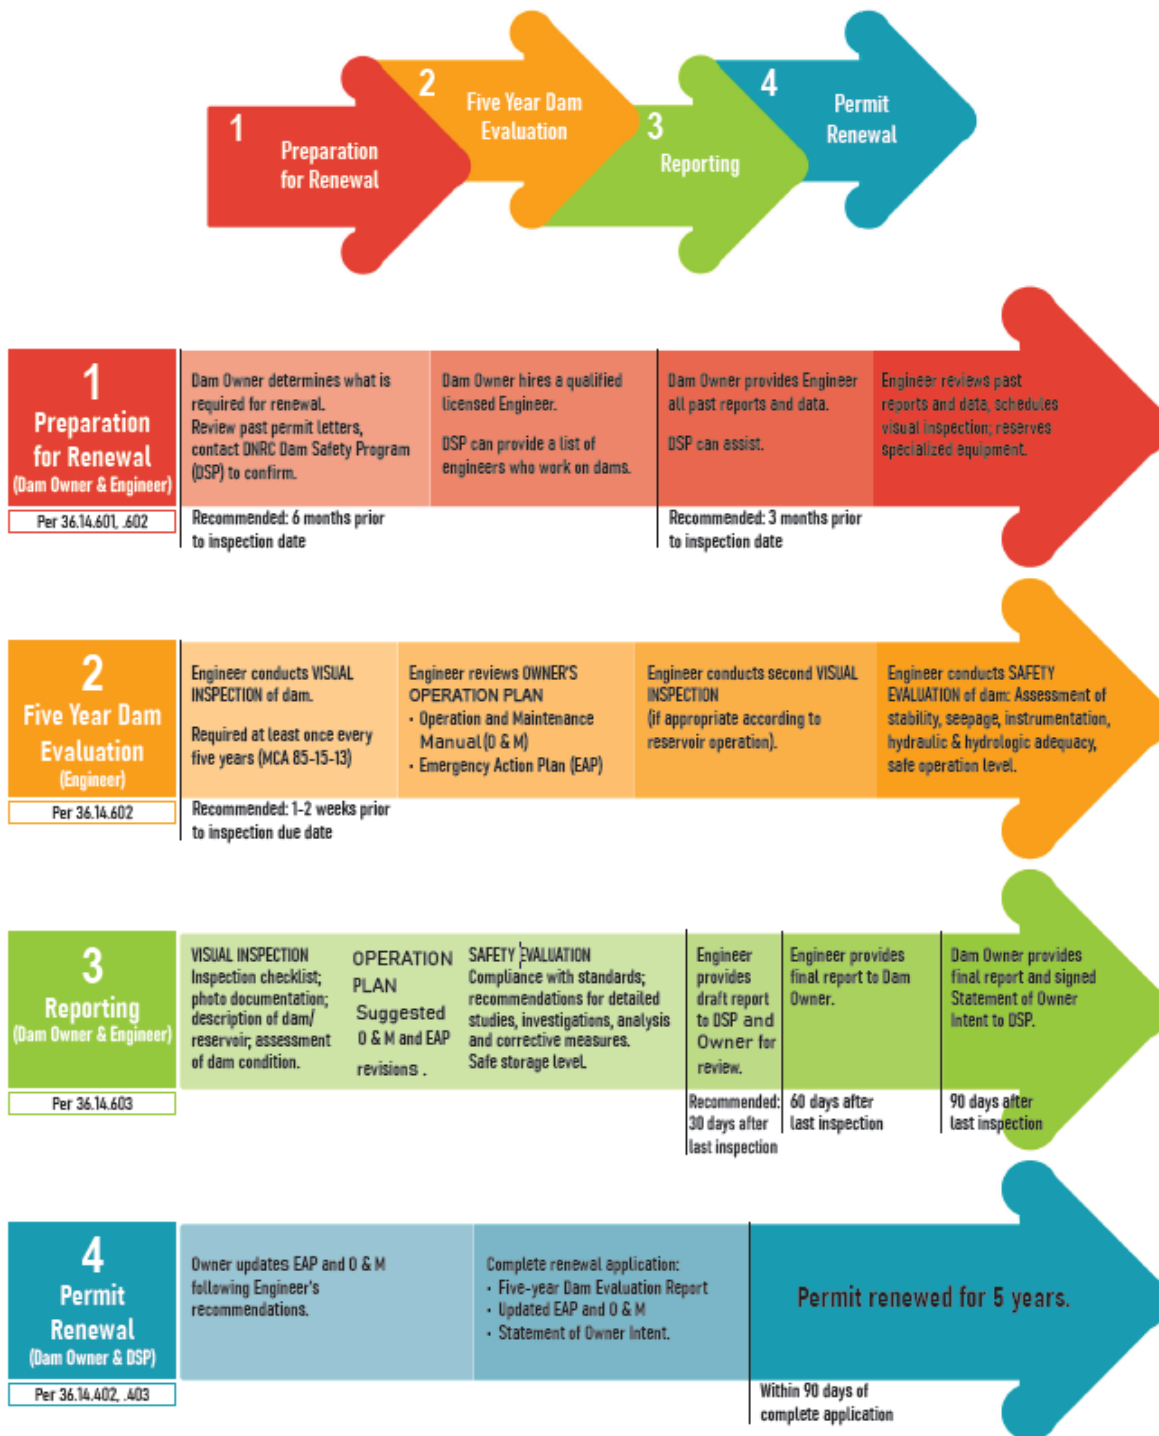 1
Preparation
for Renewal
2
Five Year Dam
Evaluation
3
Reporting
4
Permit
Renewal
1
Preparation
for Renewal
(Dam Owner & Engineer)
Per 36.14.601, .602
Dam Owner determines what is
required for renewal.
Review past permit letters,
contact DNRC Dam Safety Program
(DSP) to confirm.
Recommended: 6 months prior
to inspection date
Dam Owner hires a qualified
licensed Engineer.
DSP can provide a list of
engineers who work on dams.
Dam Owner provides Engineer
all past reports and data.
DSP can assist.
Recommended: 3 months prior
to inspection date
Engineer reviews past
reports and data, schedules
visual inspection; reserves
specialized equipment.
2
Five Year Dam
Evaluation
(Engineer)
Per 36.14.602
Engineer conducts VISUAL
INSPECTION of dam.
Required at least once every
five years (MCA 85-15-13)
Recommended: 1-2 weeks prior
to inspection due date
Engineer reviews OWNER'S
OPERATION PLAN
• Operation and Maintenance
Manual (O & M)
• Emergency Action Plan (EAP)
Engineer conducts second VISUAL
INSPECTION
(if appropriate according to
reservoir operation).
Engineer conducts SAFETY
EVALUATION of dam: Assessment of
stability, seepage, instrumentation,
hydraulic & hydrologic adequacy,
safe operation level.
3
Reporting
(Dam Owner & Engineer)
Per 36.14.603
VISUAL INSPECTION
Inspection checklist;
photo documentation;
description of dam/
reservoir; assessment
of dam condition.
OPERATION
PLAN
Suggested
O & M and EAP
revisions .
SAFETY EVALUATION
Compliance with standards;
recommendations for detailed
studies, investigations, analysis
and corrective measures.
Safe storage level.
Engineer
provides
draft report
to DSP and
Owner for
review.
Recommended:
30 days after
last inspection
Engineer provides
final report to Dam
Owner.
60 days after
last inspection
Dam Owner provides
final report and signed
Statement of Owner
Intent to DSP.
90 days after
last inspection
4
Permit
Renewal
(Dam Owner & DSP)
Per 36.14.402, .403
Owner updates EAP and O & M
following Engineer's
recommendations.
Complete renewal application:
• Five-year Dam Evaluation Report
• Updated EAP and O & M
• Statement of Owner Intent.
Permit renewed for 5 years.
Within 90 days of
complete application